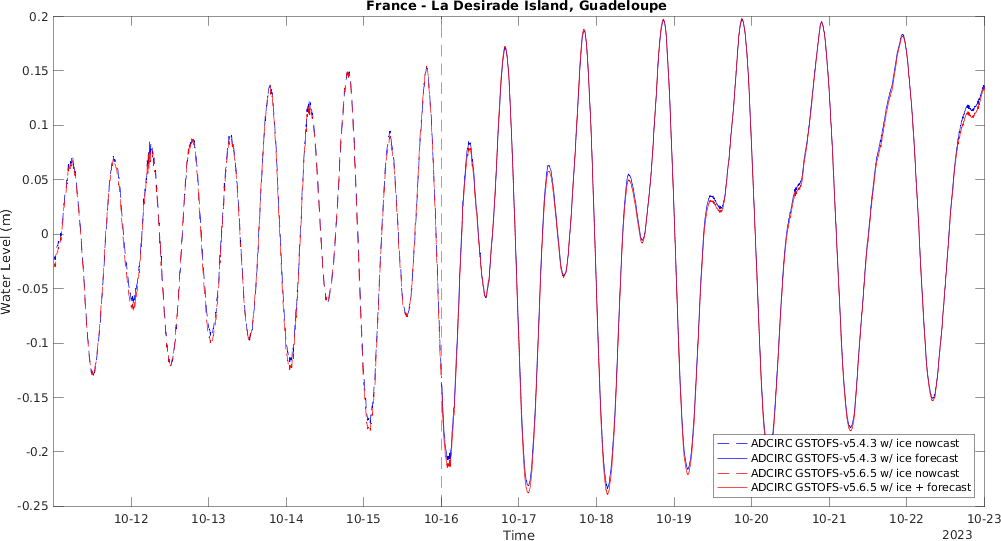 France - La Desirade Island, Guadeloupe
0.2
0.15
0.1
0.05
0
-0.05
-0.1
-0.15
-0.2
-0.25
Water Level (m)
ADCIRC GSTOFS-v5.4.3 w/ ice nowcast
ADCIRC GSTOFS-v5.4.3 w/ ice forecast
ADCIRC GSTOFS-v5.6.5 w/ ice nowcast
ADCIRC GSTOFS-v5.6.5 w/ ice + forecast
10-12 10-13 10-14 10-15 10-16 10-17 10-18 10-19 10-20 10-21 10-22 10-23
Time
2023